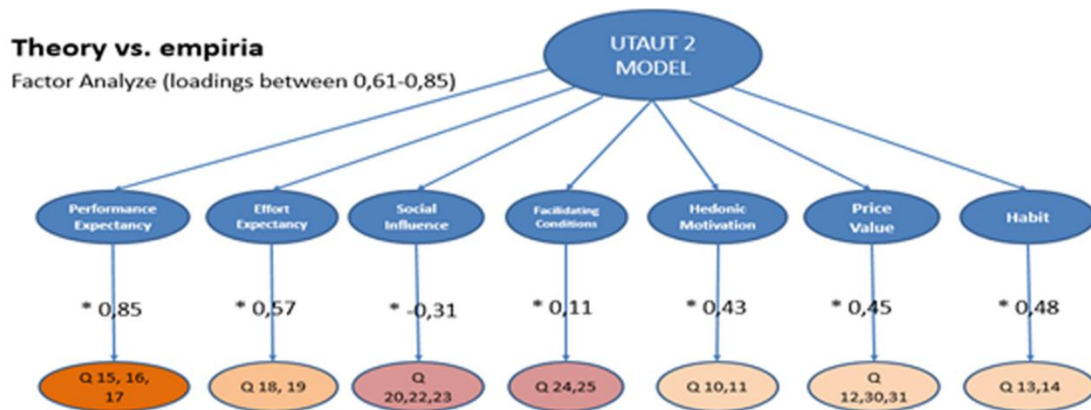 Theory vs. empiria
Factor Analyze (loadings between 0,61-0,85)
UTAUT 2
MODEL
Performance
Expectancy
Effort
Expectancy
Social
Influence
Facilidating
Conditions
Hedonic
Motivation
Price
Value
Habit
* 0,85
* 0,57
* -0,31
* 0,11
* 0,43
* 0,45
* 0,48
Q 15, 16,
17
Q 18, 19
Q
20,22,23
Q 24,25
Q 10,11
Q
12,30,31
Q 13,14